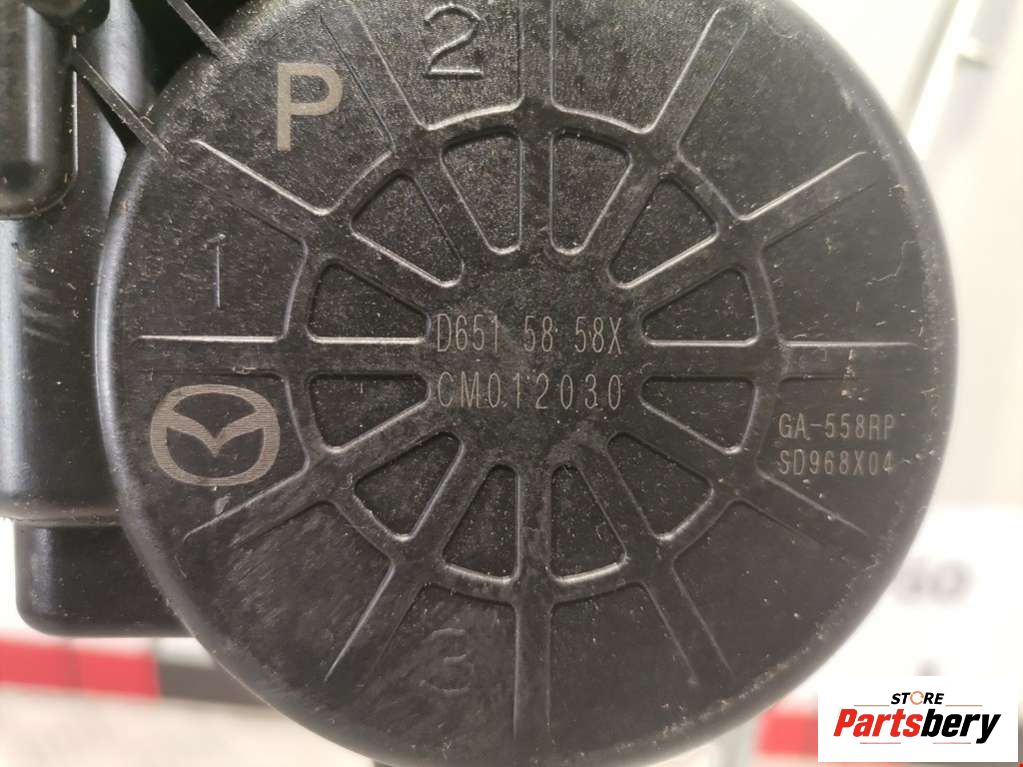 2
P
1
D651 58 58X
CM012030
GA-558RP
SD968X04
3
STORE
Partsbery